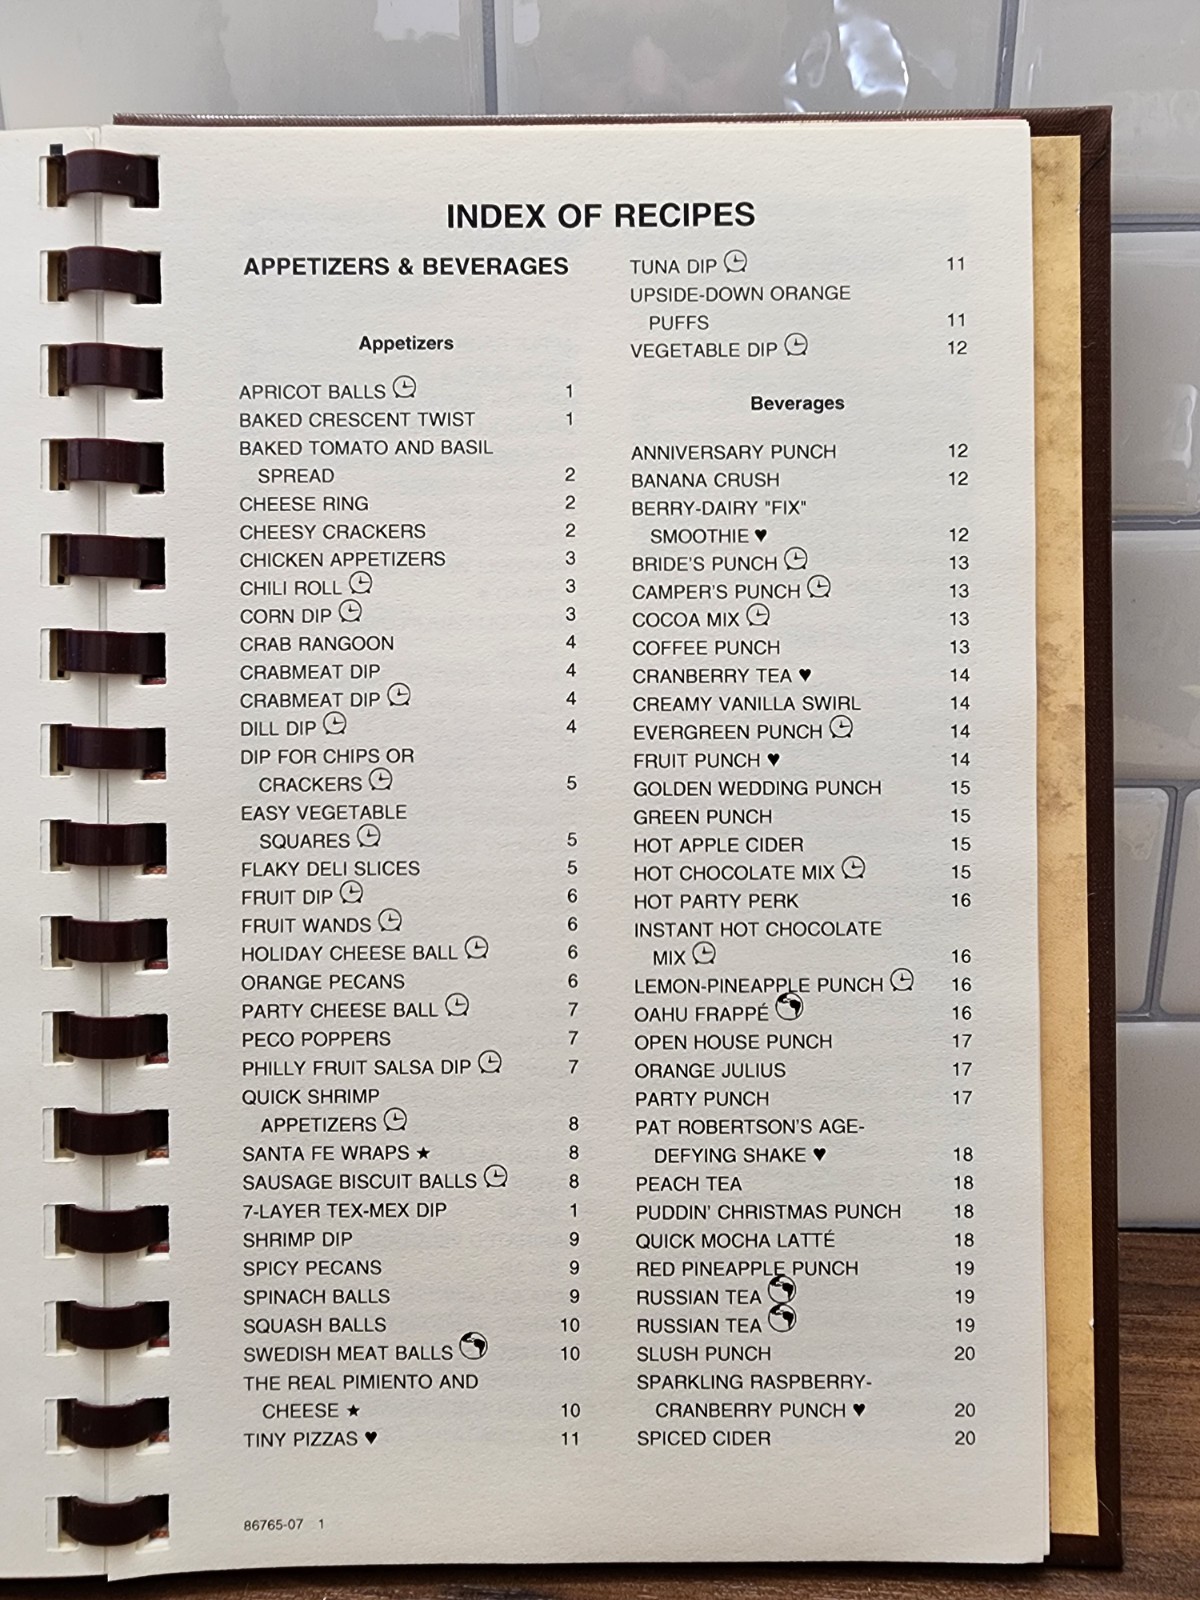 INDEX OF RECIPES
APPETIZERS & BEVERAGES
Appetizers
APRICOT BALLS 1
BAKED CRESCENT TWIST 1
BAKED TOMATO AND BASIL
SPREAD 2
CHEESE RING 2
CHEESY CRACKERS 2
CHICKEN APPETIZERS 3
CHILI ROLL 3
CORN DIP 3
CRAB RANGOON 4
CRABMEAT DIP 4
CRABMEAT DIP 4
DILL DIP 4
DIP FOR CHIPS OR
CRACKERS 5
EASY VEGETABLE
SQUARES 5
FLAKY DELI SLICES 5
FRUIT DIP 6
FRUIT WANDS 6
HOLIDAY CHEESE BALL 6
ORANGE PECANS 6
PARTY CHEESE BALL 7
PECO POPPERS 7
PHILLY FRUIT SALSA DIP 7
QUICK SHRIMP
APPETIZERS 8
SANTA FE WRAPS ★ 8
SAUSAGE BISCUIT BALLS 8
7-LAYER TEX-MEX DIP 1
SHRIMP DIP 9
SPICY PECANS 9
SPINACH BALLS 9
SQUASH BALLS 10
SWEDISH MEAT BALLS 10
THE REAL PIMIENTO AND
CHEESE ★ 10
TINY PIZZAS ♥ 11
TUNA DIP 11
UPSIDE-DOWN ORANGE
PUFFS 11
VEGETABLE DIP 12
Beverages
ANNIVERSARY PUNCH 12
BANANA CRUSH 12
BERRY-DAIRY "FIX"
SMOOTHIE ♥ 12
BRIDE'S PUNCH 13
CAMPER'S PUNCH 13
COCOA MIX 13
COFFEE PUNCH 13
CRANBERRY TEA ♥ 14
CREAMY VANILLA SWIRL 14
EVERGREEN PUNCH 14
FRUIT PUNCH ♥ 14
GOLDEN WEDDING PUNCH 15
GREEN PUNCH 15
HOT APPLE CIDER 15
HOT CHOCOLATE MIX 15
HOT PARTY PERK 16
INSTANT HOT CHOCOLATE
MIX 16
LEMON-PINEAPPLE PUNCH 16
OAHU FRAPPÉ 16
OPEN HOUSE PUNCH 17
ORANGE JULIUS 17
PARTY PUNCH 17
PAT ROBERTSON'S AGE-
DEFYING SHAKE ♥ 18
PEACH TEA 18
PUDDIN' CHRISTMAS PUNCH 18
QUICK MOCHA LATTÉ 18
RED PINEAPPLE PUNCH 19
RUSSIAN TEA 19
RUSSIAN TEA 19
SLUSH PUNCH 20
SPARKLING RASPBERRY-
CRANBERRY PUNCH ♥ 20
SPICED CIDER 20
86765-07 1